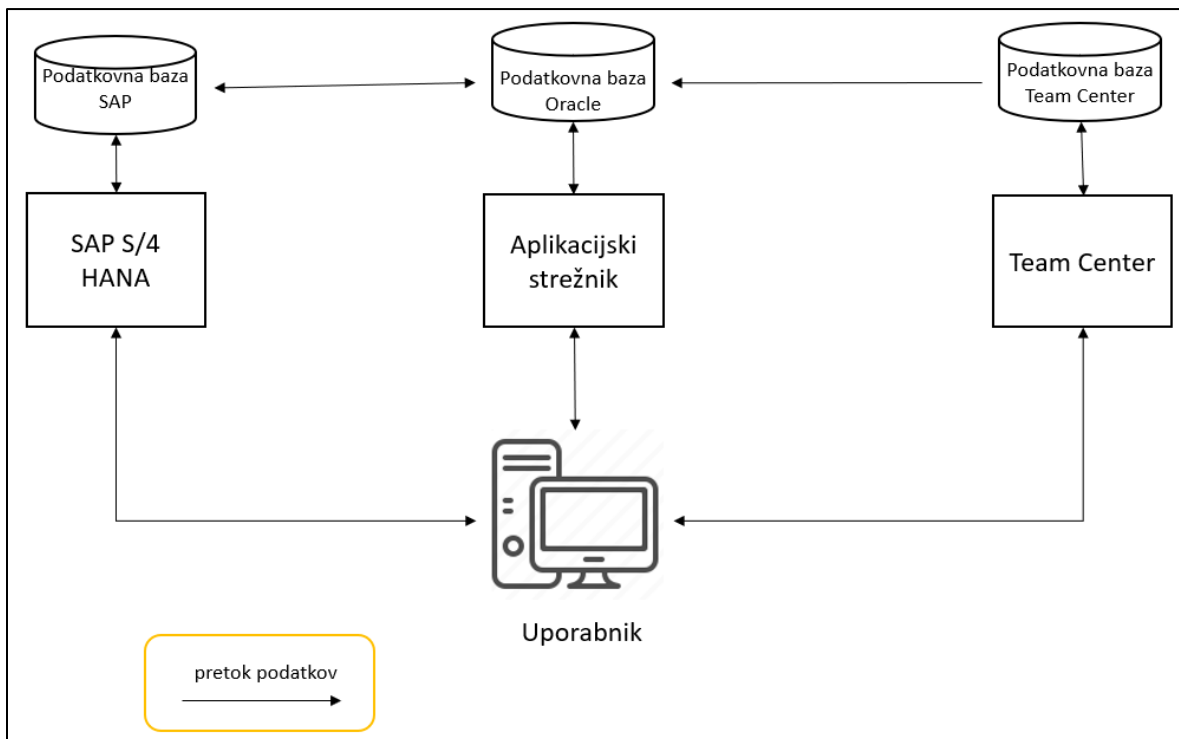 Podatkovna baza
SAP
Podatkovna baza
Oracle
Podatkovna baza
Team Center
SAP S/4
HANA
Aplikacijski
strežnik
Team Center
Uporabnik
pretok podatkov